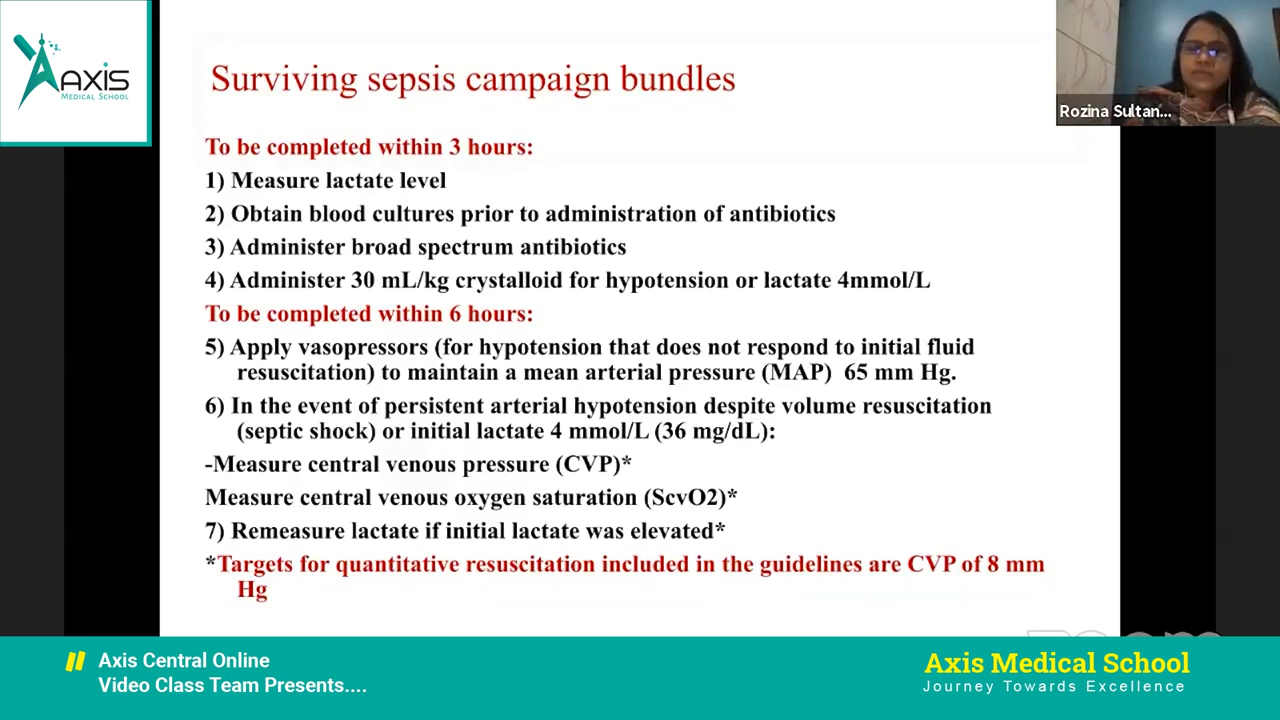 AXIS
MEDICAL SCHOOL
Surviving sepsis campaign bundles
Rozina Sultan...
To be completed within 3 hours:
1) Measure lactate level
2) Obtain blood cultures prior to administration of antibiotics
3) Administer broad spectrum antibiotics
4) Administer 30 mL/kg crystalloid for hypotension or lactate 4mmol/L
To be completed within 6 hours:
5) Apply vasopressors (for hypotension that does not respond to initial fluid
resuscitation) to maintain a mean arterial pressure (MAP) 65 mm Hg.
6) In the event of persistent arterial hypotension despite volume resuscitation
(septic shock) or initial lactate 4 mmol/L (36 mg/dL):
-Measure central venous pressure (CVP)*
Measure central venous oxygen saturation (ScvO2)*
7) Remeasure lactate if initial lactate was elevated*
*Targets for quantitative resuscitation included in the guidelines are CVP of 8 mm
Hg
Axis Central Online
Video Class Team Presents....
Axis Medical School
Journey Towards Excellence